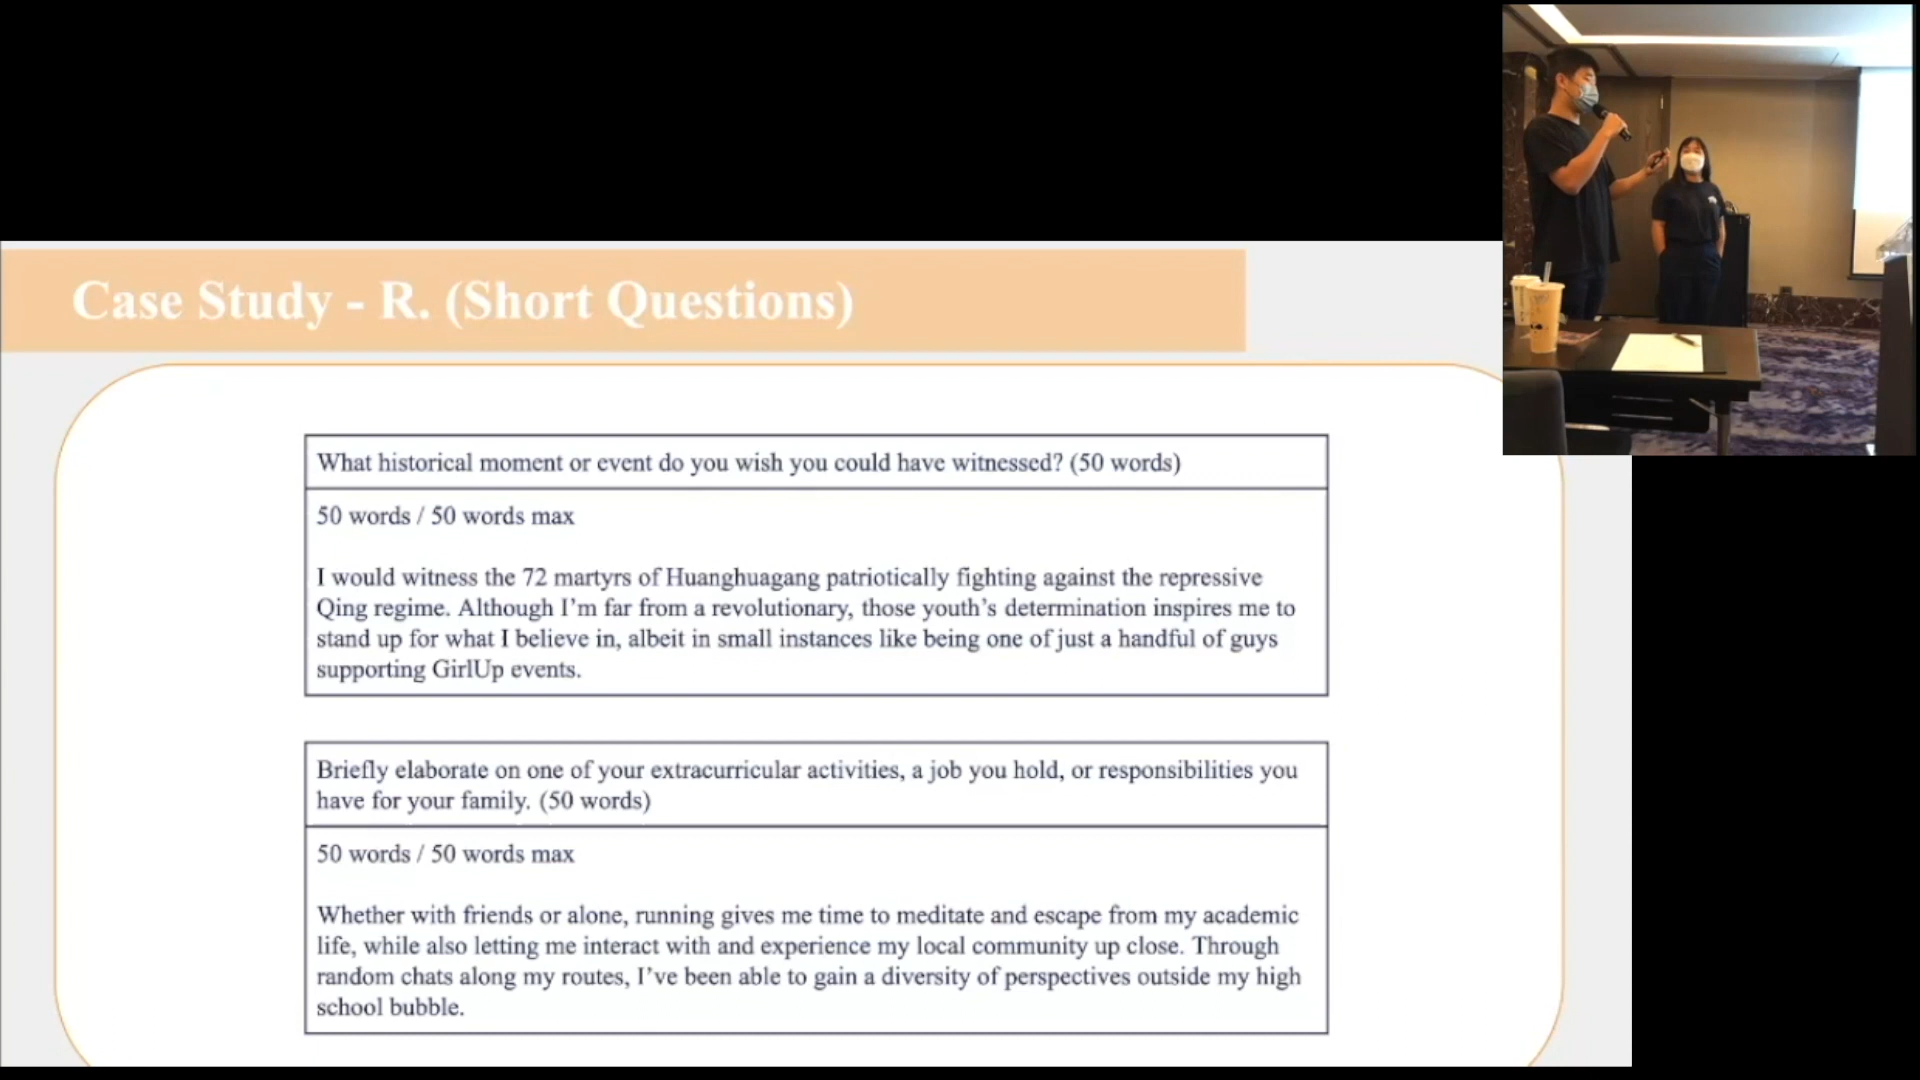 Case Study - R. (Short Questions)
What historical moment or event do you wish you could have witnessed? (50 words)
50 words / 50 words max
I would witness the 72 martyrs of Huanghuagang patriotically fighting against the repressive
Qing regime. Although I'm far from a revolutionary, those youth's determination inspires me to
stand up for what I believe in, albeit in small instances like being one of just a handful of guys
supporting GirlUp events.
Briefly elaborate on one of your extracurricular activities, a job you hold, or responsibilities you
have for your family. (50 words)
50 words / 50 words max
Whether with friends or alone, running gives me time to meditate and escape from my academic
life, while also letting me interact with and experience my local community up close. Through
random chats along my routes, I've been able to gain a diversity of perspectives outside my high
school bubble.